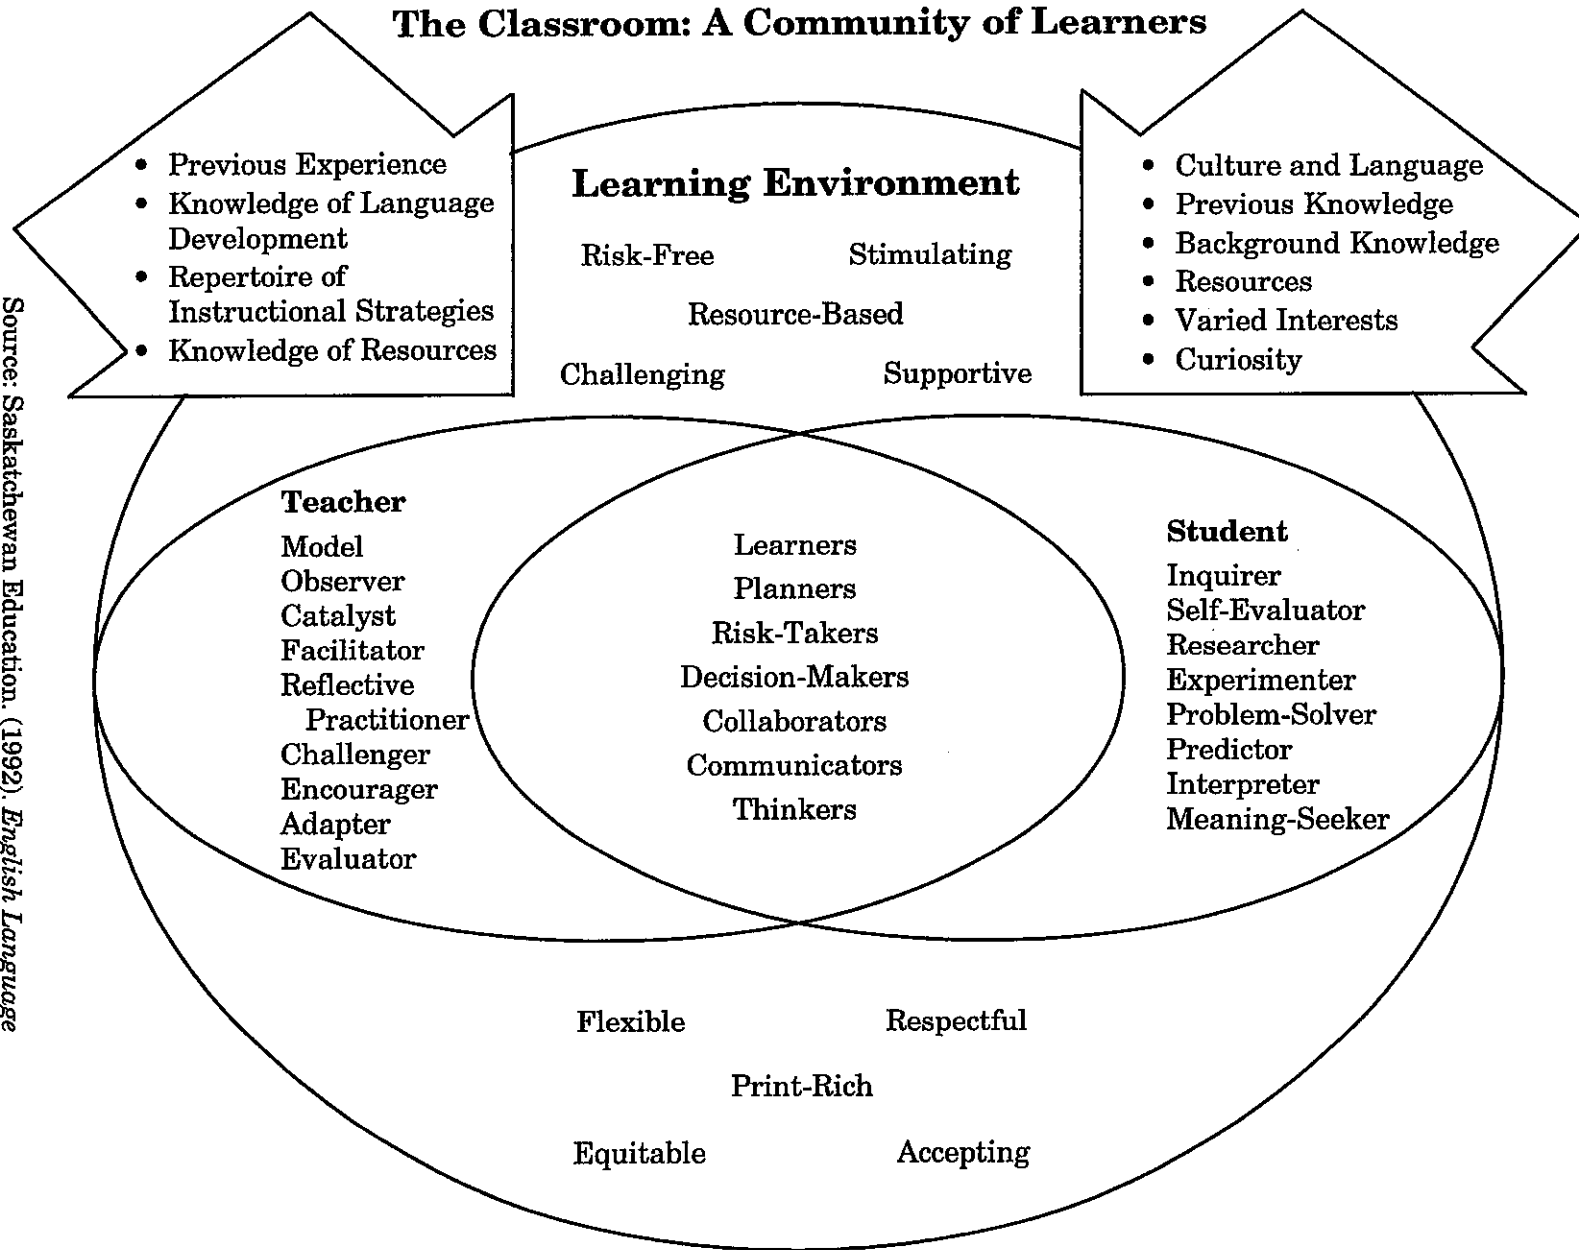 The Classroom: A Community of Learners
• Previous Experience
• Knowledge of Language
Development
• Repertoire of
Instructional Strategies
• Knowledge of Resources
Learning Environment
Risk-Free Stimulating
Resource-Based
Challenging Supportive
• Culture and Language
• Previous Knowledge
• Background Knowledge
• Resources
• Varied Interests
• Curiosity
Teacher
Model
Observer
Catalyst
Facilitator
Reflective
Practitioner
Challenger
Encourager
Adapter
Evaluator
Learners
Planners
Risk-Takers
Decision-Makers
Collaborators
Communicators
Thinkers
Student
Inquirer
Self-Evaluator
Researcher
Experimenter
Problem-Solver
Predictor
Interpreter
Meaning-Seeker
Flexible Respectful
Print-Rich
Equitable Accepting
Source: Saskatchewan Education. (1992). English Language